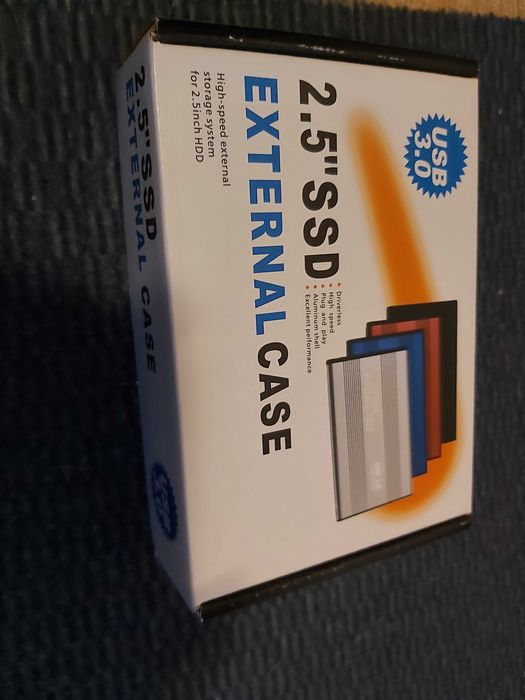 USB
3.0
2.5"SSD
EXTERNAL CASE
Driverless
High speed
Plug and play
Aluminum shell
Excellent performance
High-speed external
storage system
for 2.5inch HDD
2.5"SSD
EXTERNAL CASE